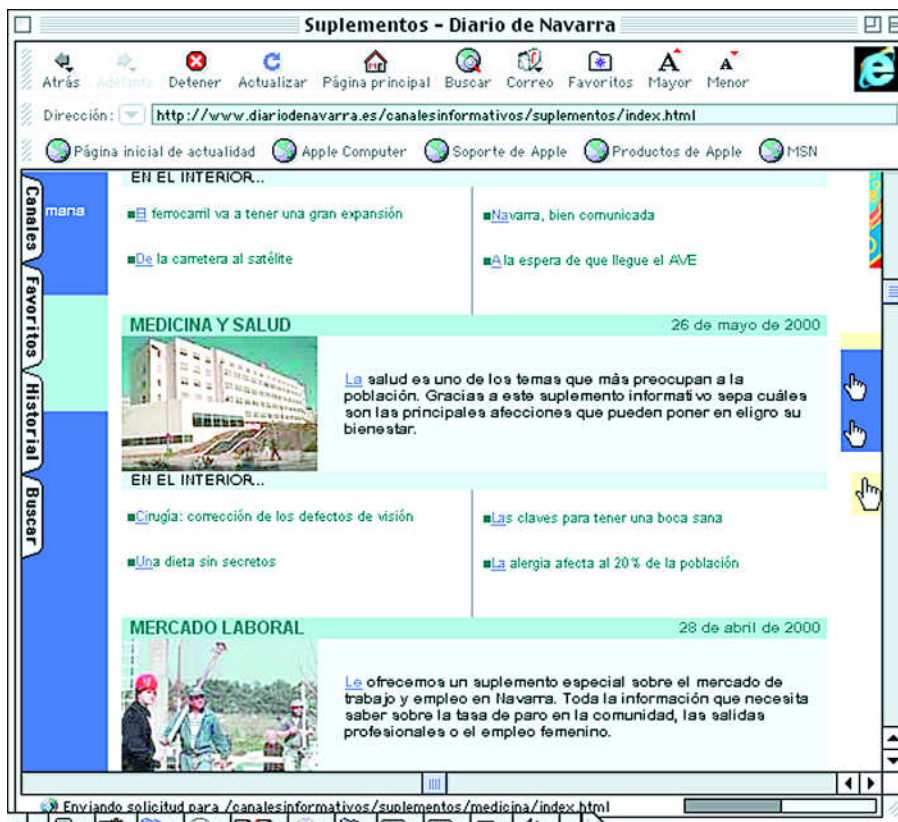 Suplementos - Diario de Navarra
Atrás Adelante Detener Actualizar Página principal Buscar Correo Favoritos Mayor Menor
Dirección: http://www.diariodenavarra.es/canalesinformativos/suplementos/index.html
Página inicial de actualidad Apple Computer Soporte de Apple Productos de Apple MSN
Canales
Favoritos
Historial
Buscar
mana
EN EL INTERIOR...
El ferrocarril va a tener una gran expansión
Navarra, bien comunicada
De la carretera al satélite
A la espera de que llegue el AVE
MEDICINA Y SALUD 26 de mayo de 2000
La salud es uno de los temas que más preocupan a la
población. Gracias a este suplemento informativo sepa cuáles
son las principales afecciones que pueden poner en eligro su
bienestar.
EN EL INTERIOR...
Cirugía: corrección de los defectos de visión
Las claves para tener una boca sana
Una dieta sin secretos
La alergia afecta al 20% de la población
MERCADO LABORAL 28 de abril de 2000
Le ofrecemos un suplemento especial sobre el mercado de
trabajo y empleo en Navarra. Toda la información que necesita
saber sobre la tasa de paro en la comunidad, las salidas
profesionales o el empleo femenino.
Enviando solicitud para /canalesinformativos/suplementos/medicina/index.html